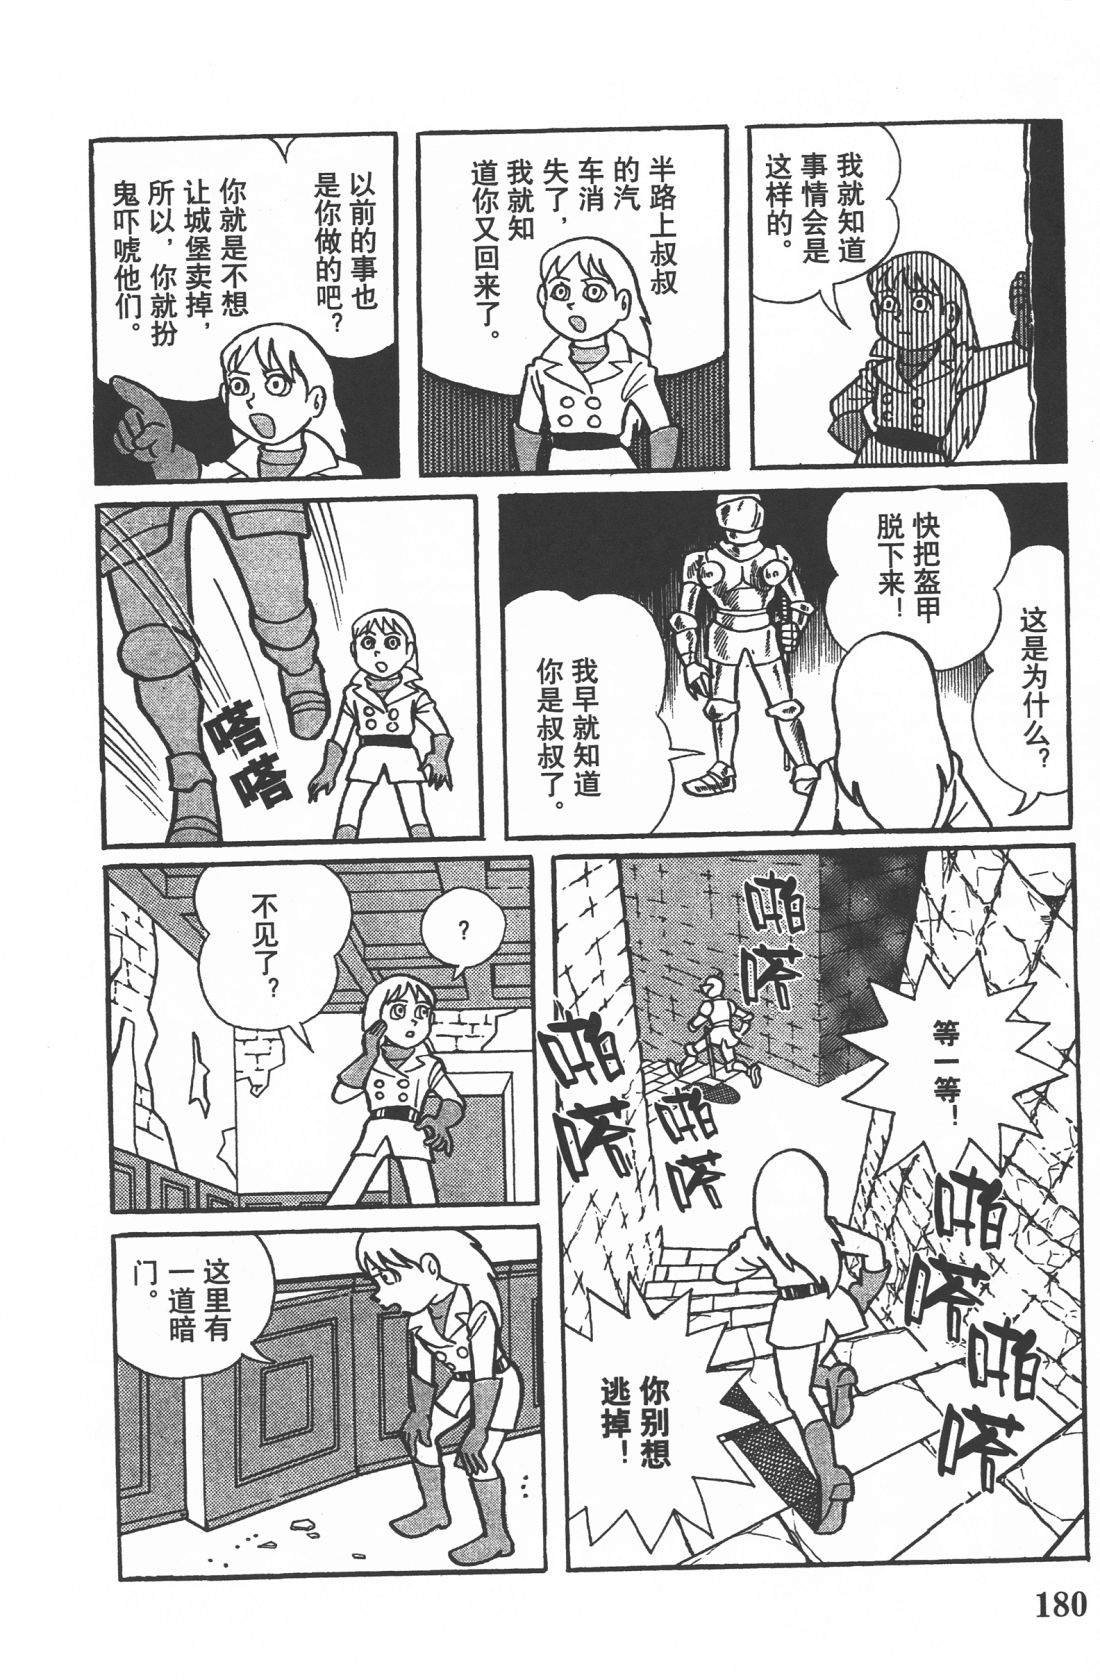 我就知道
事情会是
这样的。
半路上叔叔
的汽
车消
失了，
我就知
道你又回来了。
以前的事也
是你做的吧？
你就是不想
让城堡卖掉，
所以，你就扮
鬼吓唬他们。
这是为什么？
快把盔甲
脱下来！
我早就知道
你是叔叔了。
嗒
嗒
等一等！
嗒嗒
嗒嗒
嗒嗒
嗒嗒
嗒嗒
你别想
逃掉！
？
不见了？
这里有
一道暗
门。
180